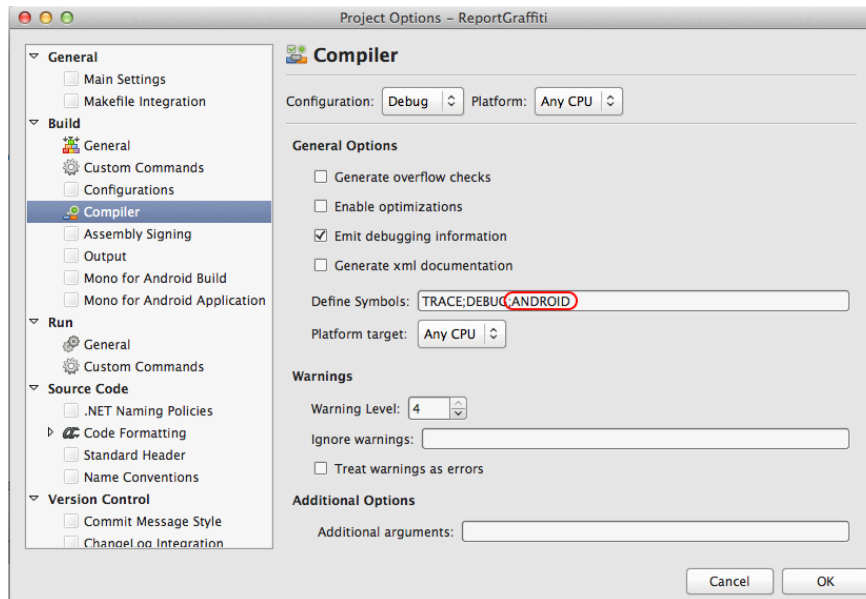 Project Options – ReportGraffiti
General
Main Settings
Makefile Integration
Build
General
Custom Commands
Configurations
Compiler
Assembly Signing
Output
Mono for Android Build
Mono for Android Application
Run
General
Custom Commands
Source Code
.NET Naming Policies
Code Formatting
Standard Header
Name Conventions
Version Control
Commit Message Style
ChangeLog Integration
Compiler
Configuration: Debug Platform: Any CPU
General Options
Generate overflow checks
Enable optimizations
Emit debugging information
Generate xml documentation
Define Symbols: TRACE;DEBUG;ANDROID
Platform target: Any CPU
Warnings
Warning Level: 4
Ignore warnings:
Treat warnings as errors
Additional Options
Additional arguments:
Cancel OK